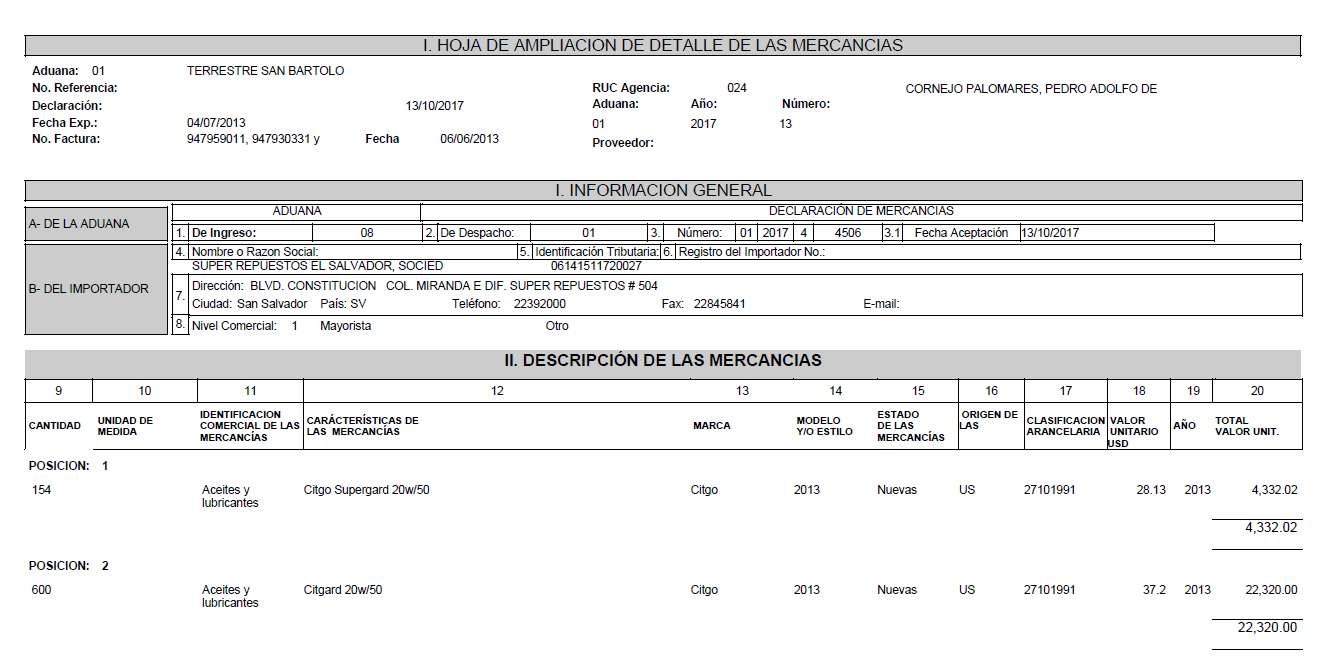 I. HOJA DE AMPLIACION DE DETALLE DE LAS MERCANCIAS
Aduana: 01 TERRESTRE SAN BARTOLO
No. Referencia: RUC Agencia: 024 CORNEJO PALOMARES, PEDRO ADOLFO DE
Declaración: 13/10/2017 Aduana: Año: Número:
Fecha Exp.: 04/07/2013 01 2017 13
No. Factura: 947959011, 947930331 y Fecha 06/06/2013 Proveedor:
I. INFORMACION GENERAL
A- DE LA ADUANA ADUANA DECLARACIÓN DE MERCANCIAS
1. De Ingreso: 08 2. De Despacho: 01 3. Número: 01 2017 4 4506 3.1 Fecha Aceptación 13/10/2017
B- DEL IMPORTADOR 4. Nombre o Razon Social: 5. Identificación Tributaria: 6. Registro del Importador No.:
SUPER REPUESTOS EL SALVADOR, SOCIED 06141511720027
7. Dirección: BLVD. CONSTITUCION COL. MIRANDA E DIF. SUPER REPUESTOS # 504
Ciudad: San Salvador País: SV Teléfono: 22392000 Fax: 22845841 E-mail:
8. Nivel Comercial: 1 Mayorista Otro
II. DESCRIPCIÓN DE LAS MERCANCIAS
9 10 11 12 13 14 15 16 17 18 19 20
CANTIDAD UNIDAD DE MEDIDA IDENTIFICACION COMERCIAL DE LAS MERCANCÍAS CARÁCTERÍSTICAS DE LAS MERCANCÍAS MARCA MODELO Y/O ESTILO ESTADO DE LAS MERCANCÍAS ORIGEN DE LAS CLASIFICACION ARANCELARIA VALOR UNITARIO USD AÑO TOTAL VALOR UNIT.
POSICION: 1
154 Aceites y lubricantes Citgo Supergard 20w/50 Citgo 2013 Nuevas US 27101991 28.13 2013 4,332.02
4,332.02
POSICION: 2
600 Aceites y lubricantes Citgard 20w/50 Citgo 2013 Nuevas US 27101991 37.2 2013 22,320.00
22,320.00